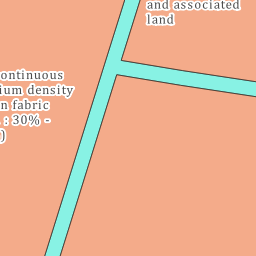 and associated
land
ontinuous
ium density
n fabric
: 30% -
)